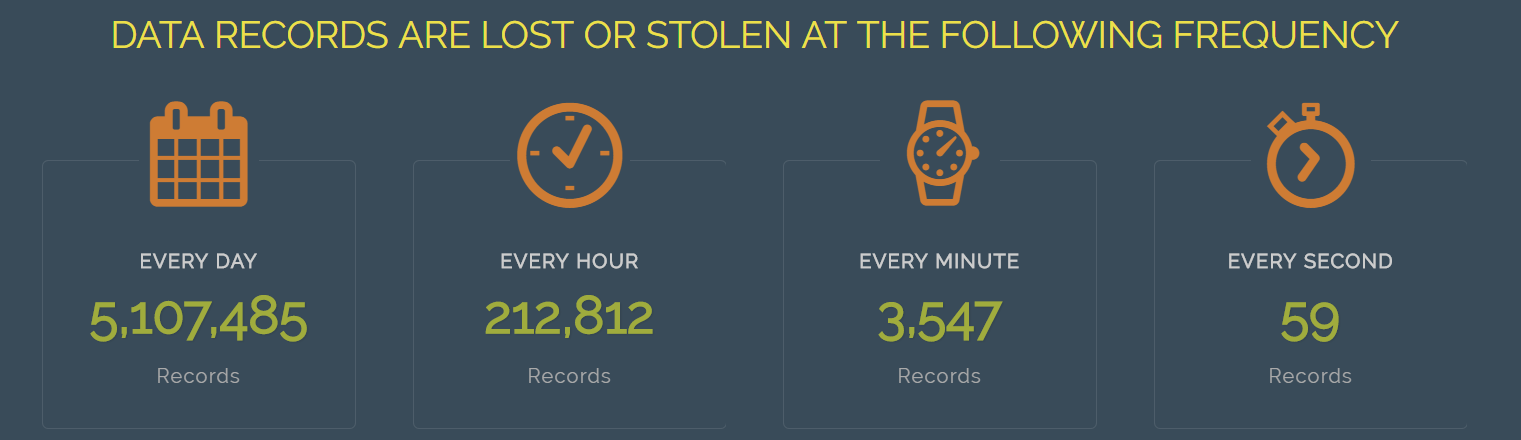 DATA RECORDS ARE LOST OR STOLEN AT THE FOLLOWING FREQUENCY
EVERY DAY
5,107,485
Records
EVERY HOUR
212,812
Records
EVERY MINUTE
3,547
Records
EVERY SECOND
59
Records